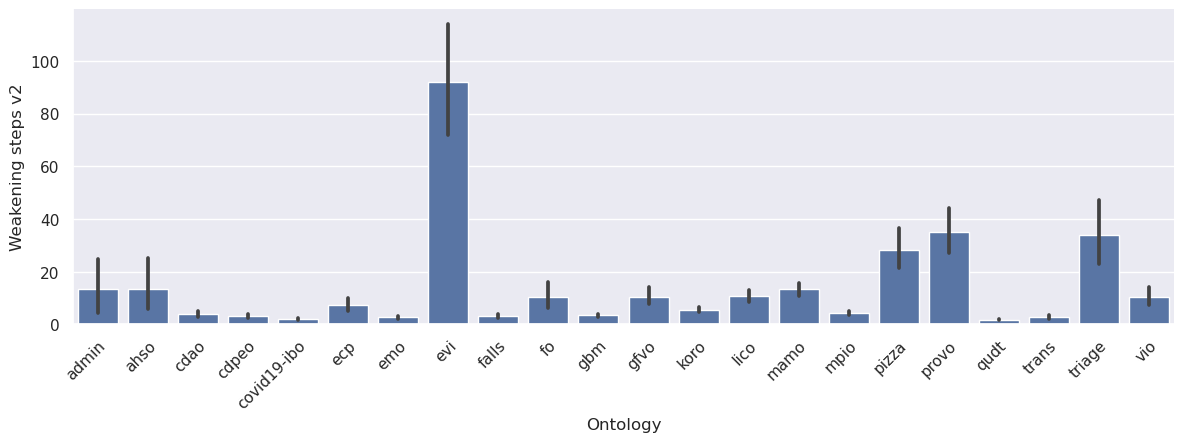 Weakening steps v2
100
80
60
40
20
0
admin
ahso
cdao
cdpeo
covid19-ibo
ecp
emo
evi
falls
fo
gbm
gfvo
koro
lico
mamo
mpio
pizza
provo
qudt
trans
triage
vio
Ontology